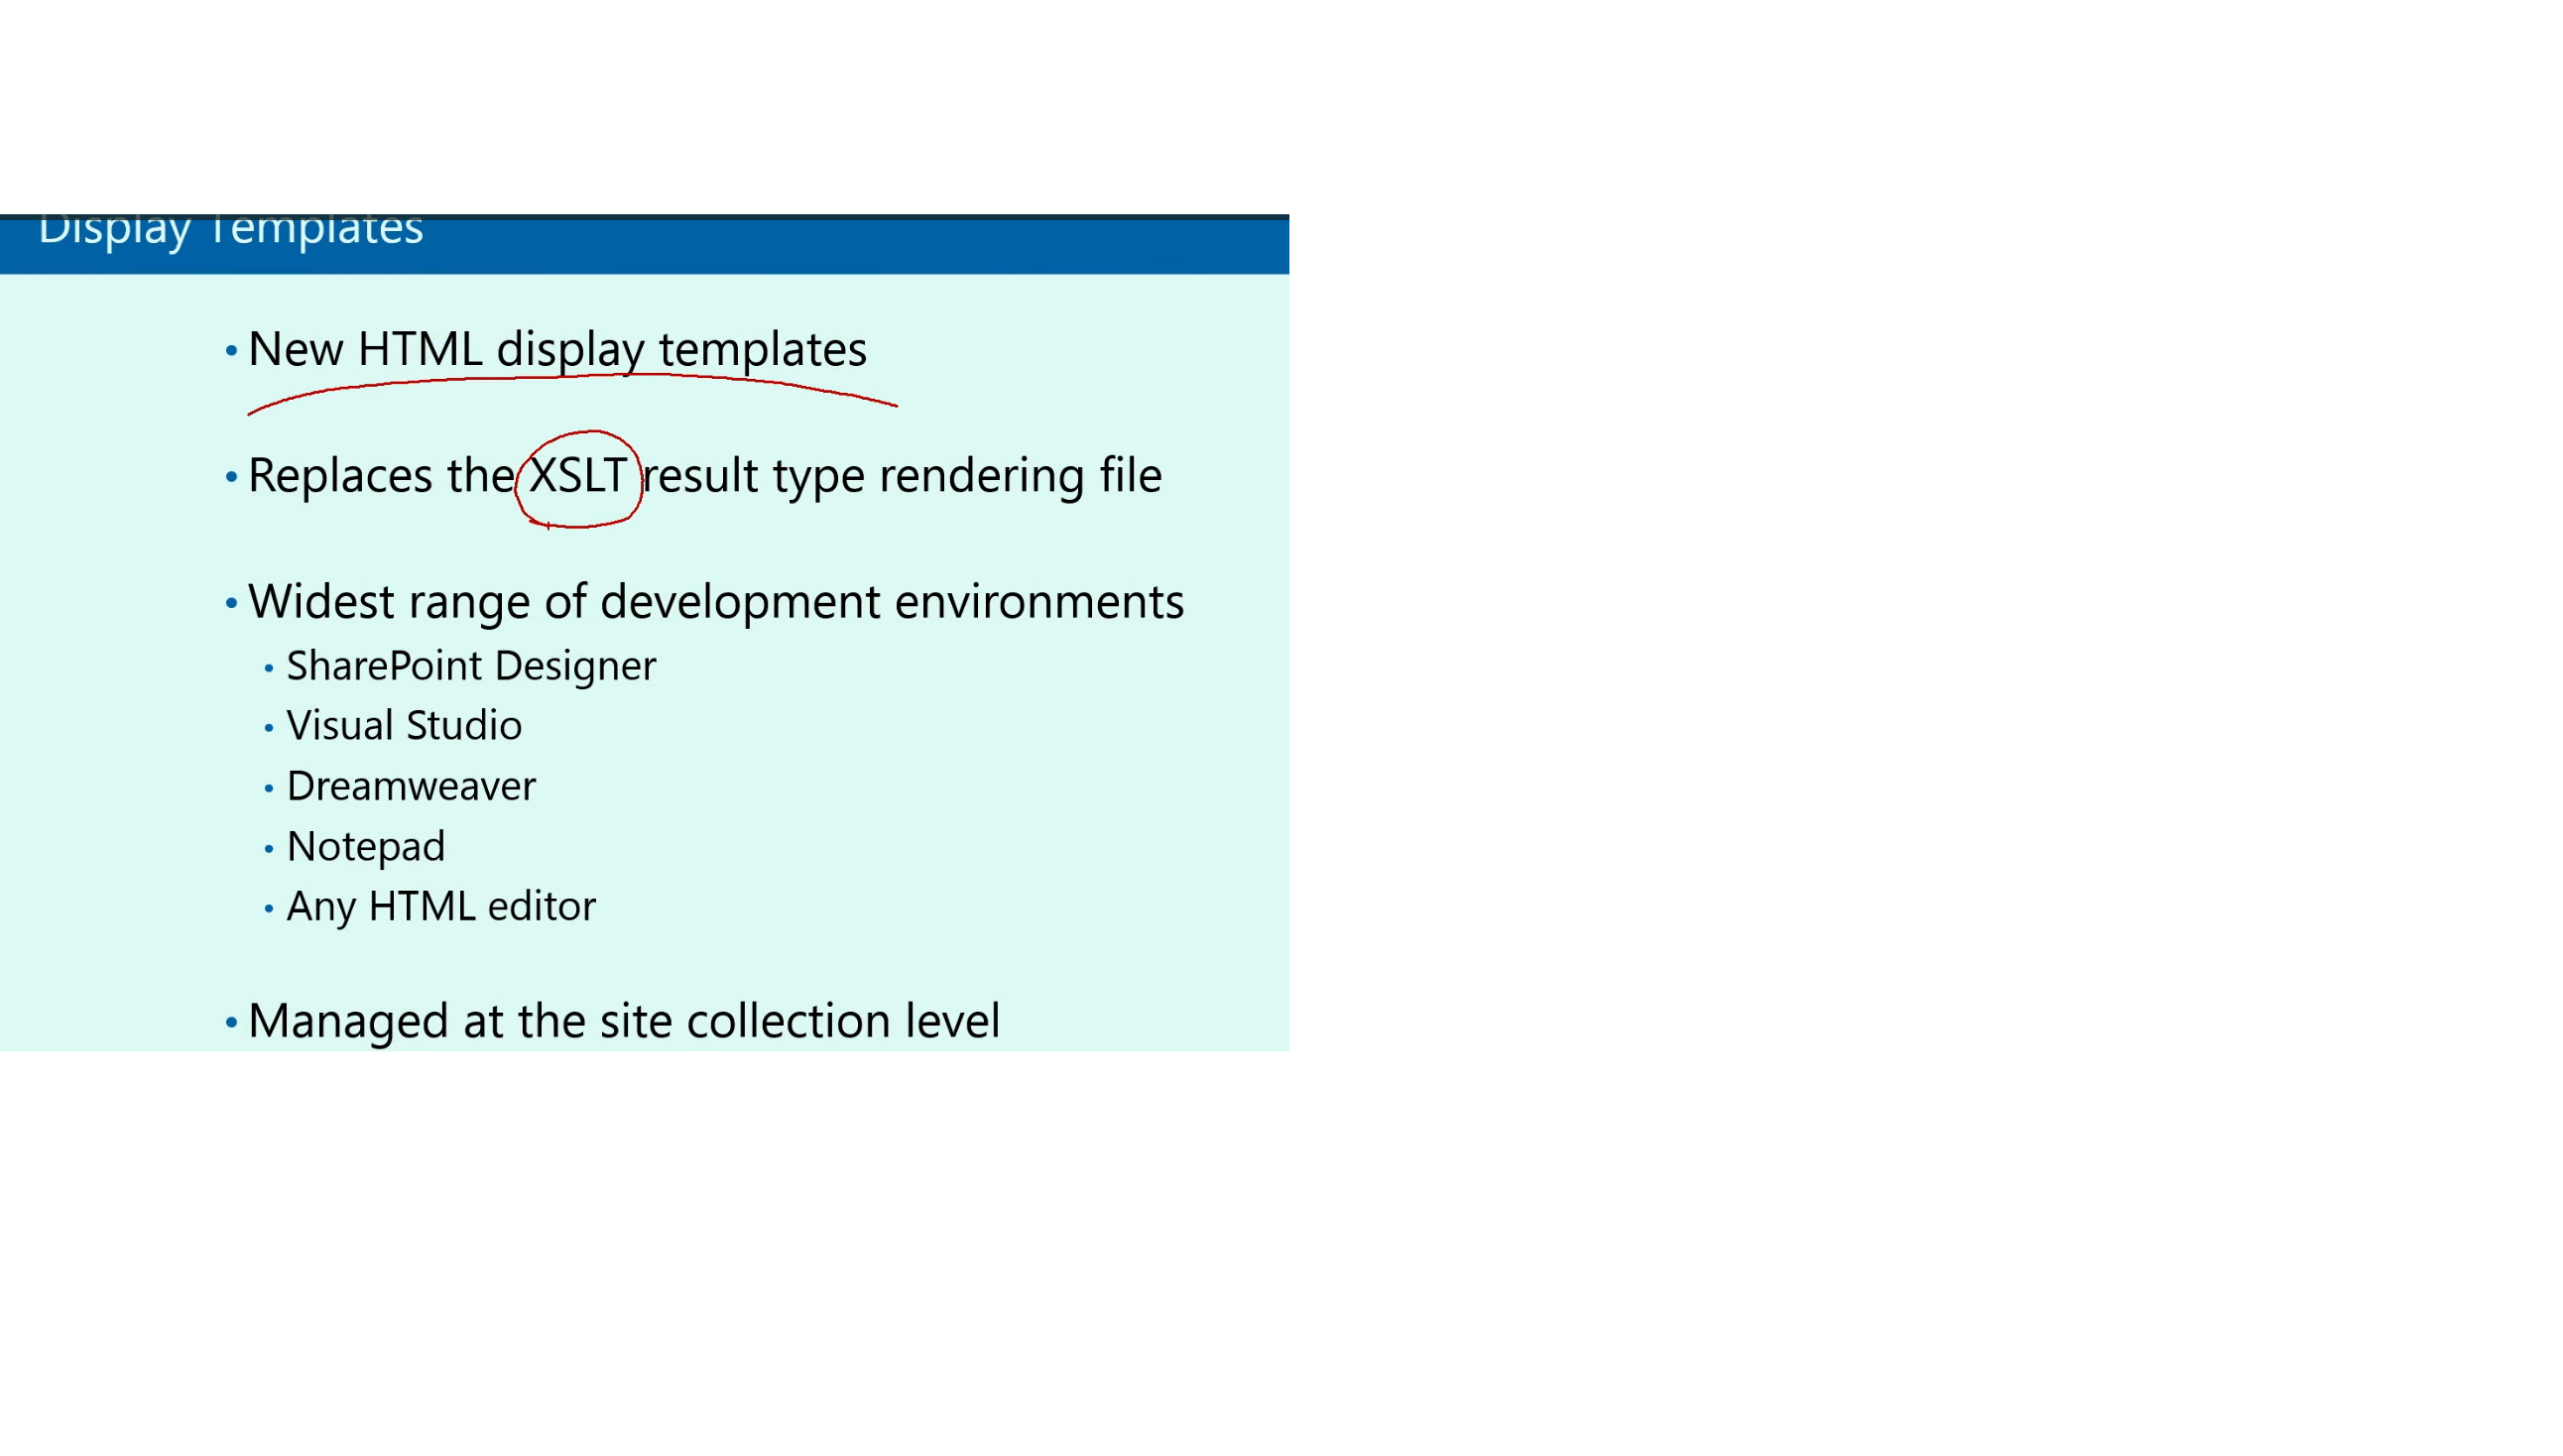 Display Templates
• New HTML display templates
• Replaces the XSLT result type rendering file
• Widest range of development environments
• SharePoint Designer
• Visual Studio
• Dreamweaver
• Notepad
• Any HTML editor
• Managed at the site collection level